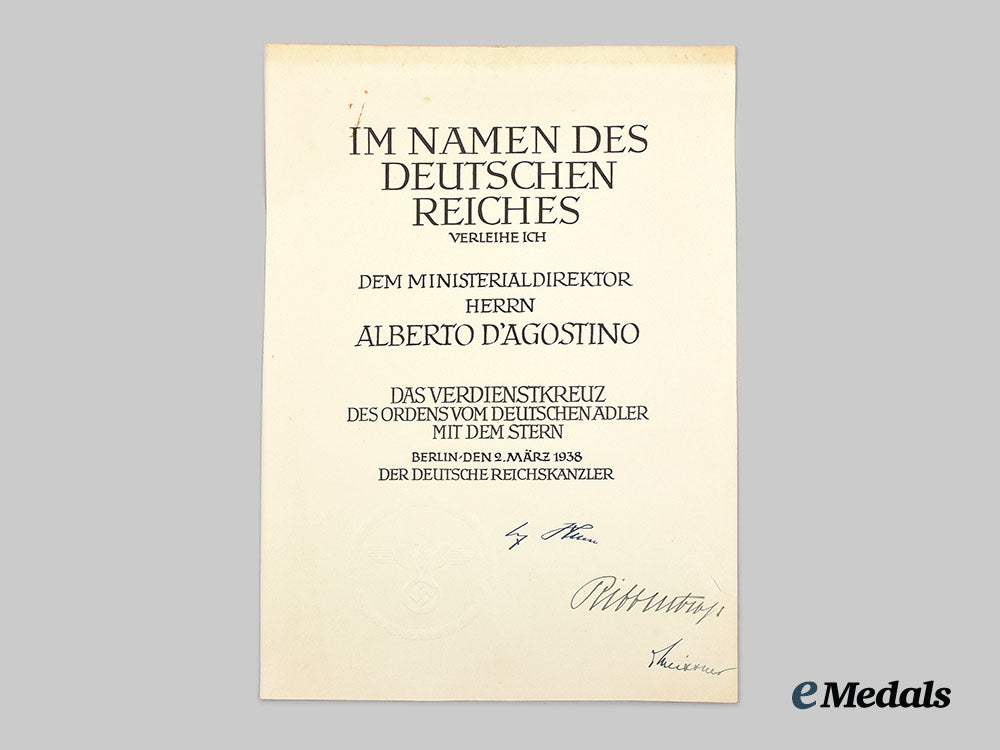 IM NAMEN DES
DEUTSCHEN
REICHES
VERLEIHE ICH
DEM MINISTERIALDIREKTOR
HERRN
ALBERTO D'AGOSTINO
DAS VERDIENSTKREUZ
DES ORDENS VOM DEUTSCHEN ADLER
MIT DEM STERN
BERLIN·DEN 2. MÄRZ 1938
DER DEUTSCHE REICHSKANZLER
Ribbentrop
eMedals